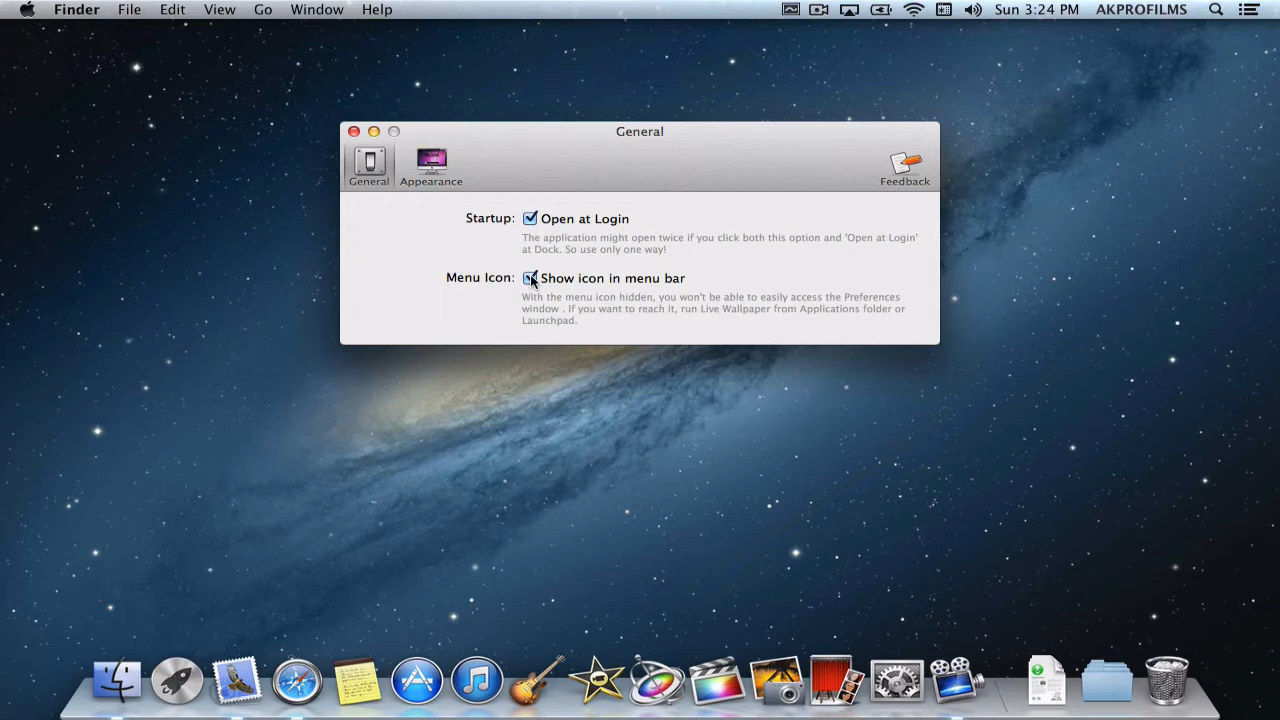 Finder File Edit View Go Window Help Sun 3:24 PM AKPROFILMS
General
General Appearance Feedback
Startup: Open at Login
The application might open twice if you click both this option and 'Open at Login'
at Dock. So use only one way!
Menu Icon: Show icon in menu bar
With the menu icon hidden, you won't be able to easily access the Preferences
window . If you want to reach it, run Live Wallpaper from Applications folder or
Launchpad.